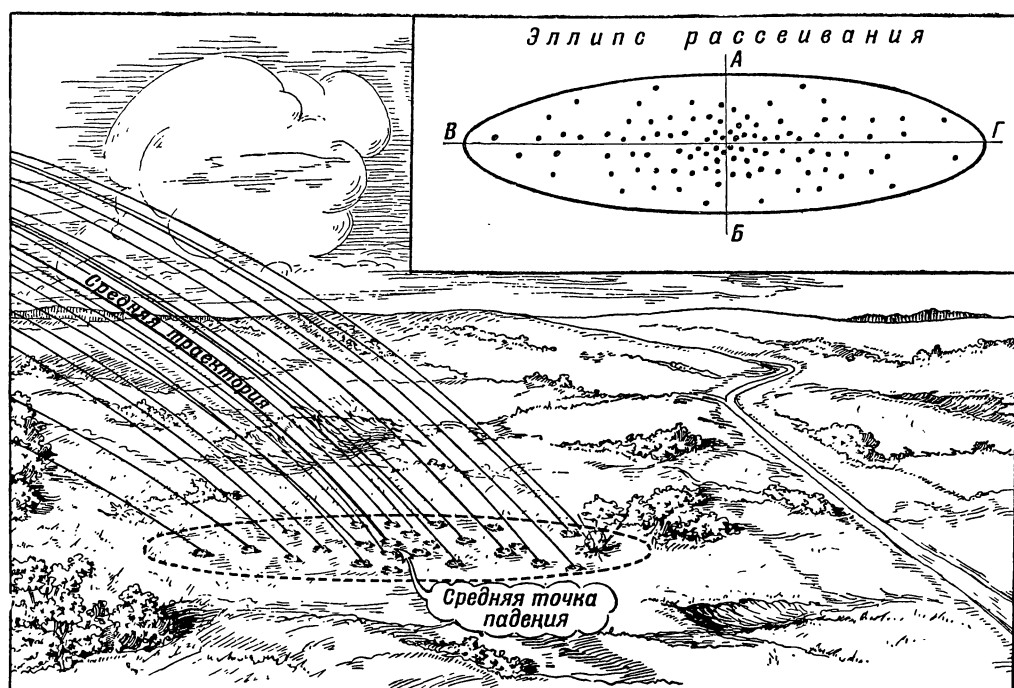 Эллипс рассеивания
А
В
Г
Б
Средняя траектория
Средняя точка
падения